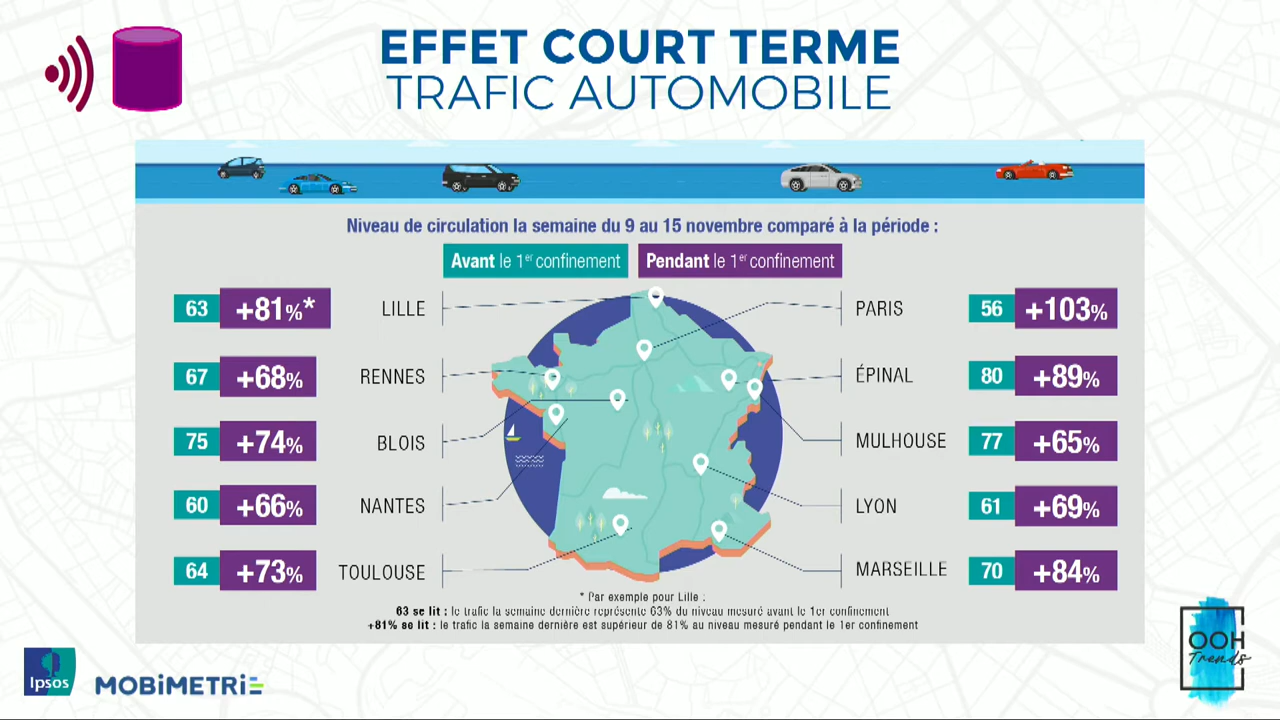 EFFET COURT TERME
TRAFIC AUTOMOBILE
Niveau de circulation la semaine du 9 au 15 novembre comparé à la période :
Avant le 1er confinement
Pendant le 1er confinement
63 +81%* LILLE
67 +68% RENNES
75 +74% BLOIS
60 +66% NANTES
64 +73% TOULOUSE
PARIS 56 +103%
ÉPINAL 80 +89%
MULHOUSE 77 +65%
LYON 61 +69%
MARSEILLE 70 +84%
* Par exemple pour Lille :
63 se lit : le trafic la semaine dernière représente 63% du niveau mesuré avant le 1er confinement
+81% se lit : le trafic la semaine dernière est supérieur de 81% au niveau mesuré pendant le 1er confinement
Ipsos
MOBiMETRiE
OOH
Trends